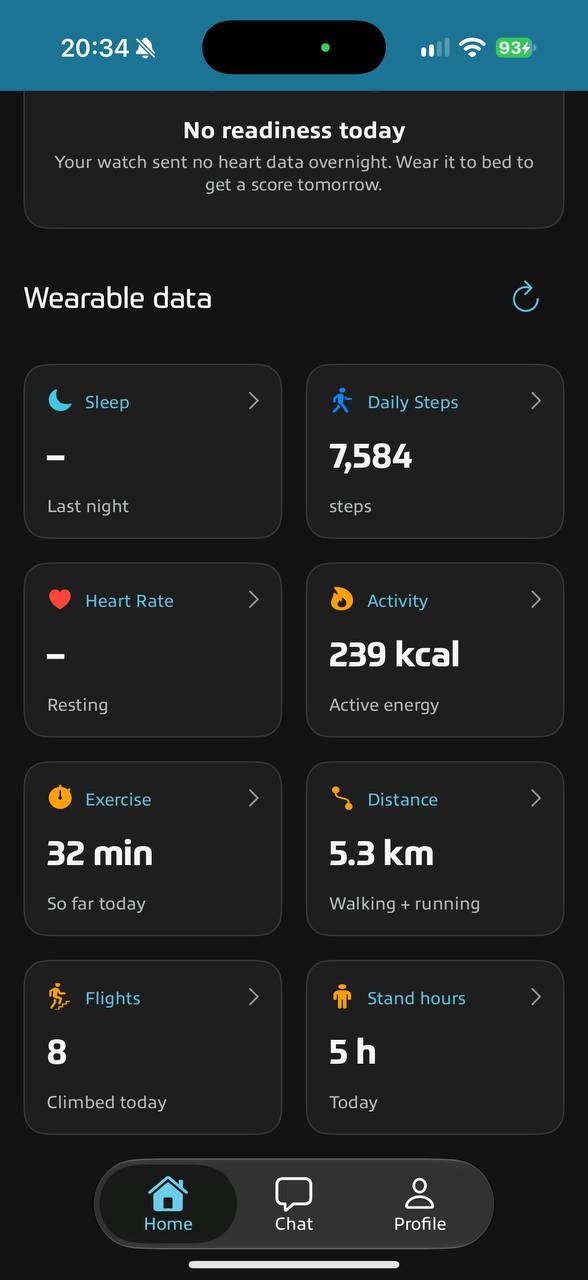 20:34
93
No readiness today
Your watch sent no heart data overnight. Wear it to bed to
get a score tomorrow.
Wearable data
Sleep
–
Last night
Daily Steps
7,584
steps
Heart Rate
–
Resting
Activity
239 kcal
Active energy
Exercise
32 min
So far today
Distance
5.3 km
Walking + running
Flights
8
Climbed today
Stand hours
5 h
Today
Home
Chat
Profile